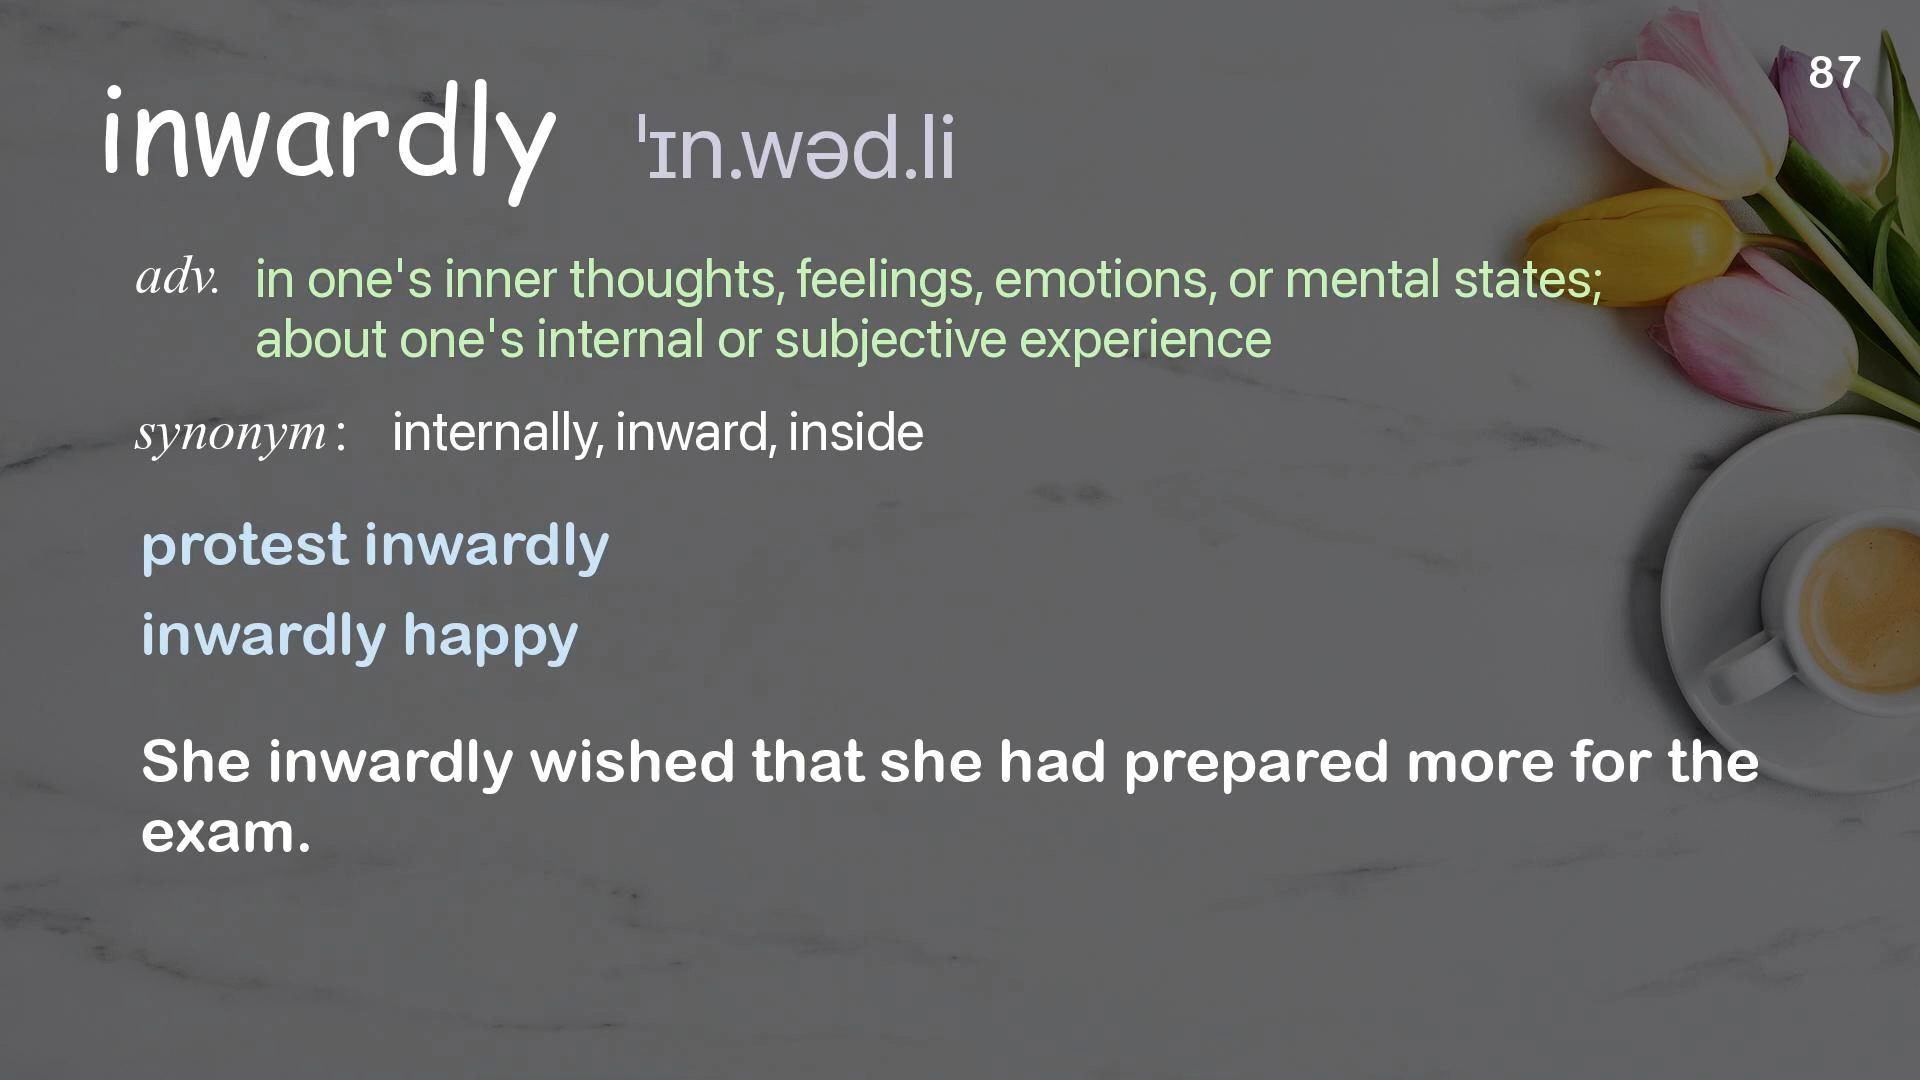 87
inwardly ˈɪn.wəd.li
adv. in one's inner thoughts, feelings, emotions, or mental states;
about one's internal or subjective experience
synonym: internally, inward, inside
protest inwardly
inwardly happy
She inwardly wished that she had prepared more for the
exam.